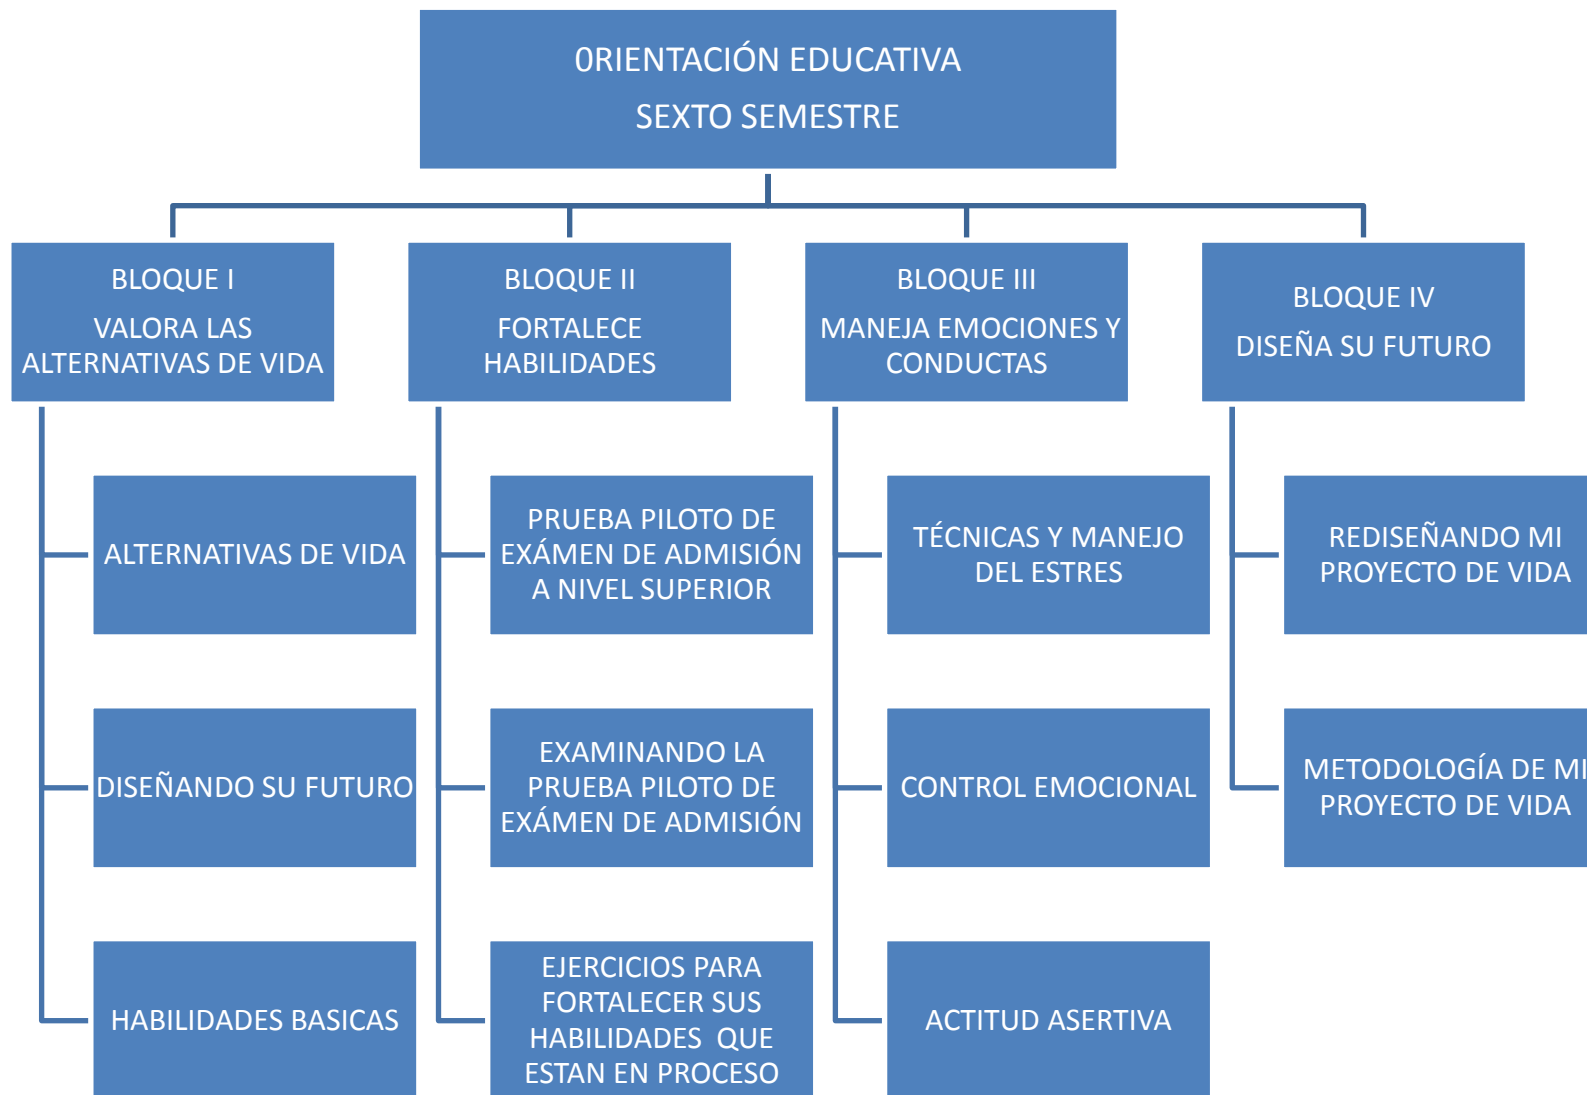 0RIENTACIÓN EDUCATIVA
SEXTO SEMESTRE
BLOQUE I
VALORA LAS
ALTERNATIVAS DE VIDA
ALTERNATIVAS DE VIDA
DISEÑANDO SU FUTURO
HABILIDADES BASICAS
BLOQUE II
FORTALECE
HABILIDADES
PRUEBA PILOTO DE
EXÁMEN DE ADMISIÓN
A NIVEL SUPERIOR
EXAMINANDO LA
PRUEBA PILOTO DE
EXÁMEN DE ADMISIÓN
EJERCICIOS PARA
FORTALECER SUS
HABILIDADES  QUE
ESTAN EN PROCESO
BLOQUE III
MANEJA EMOCIONES Y
CONDUCTAS
TÉCNICAS Y MANEJO
DEL ESTRES
CONTROL EMOCIONAL
ACTITUD ASERTIVA
BLOQUE IV
DISEÑA SU FUTURO
REDISEÑANDO MI
PROYECTO DE VIDA
METODOLOGÍA DE MI
PROYECTO DE VIDA